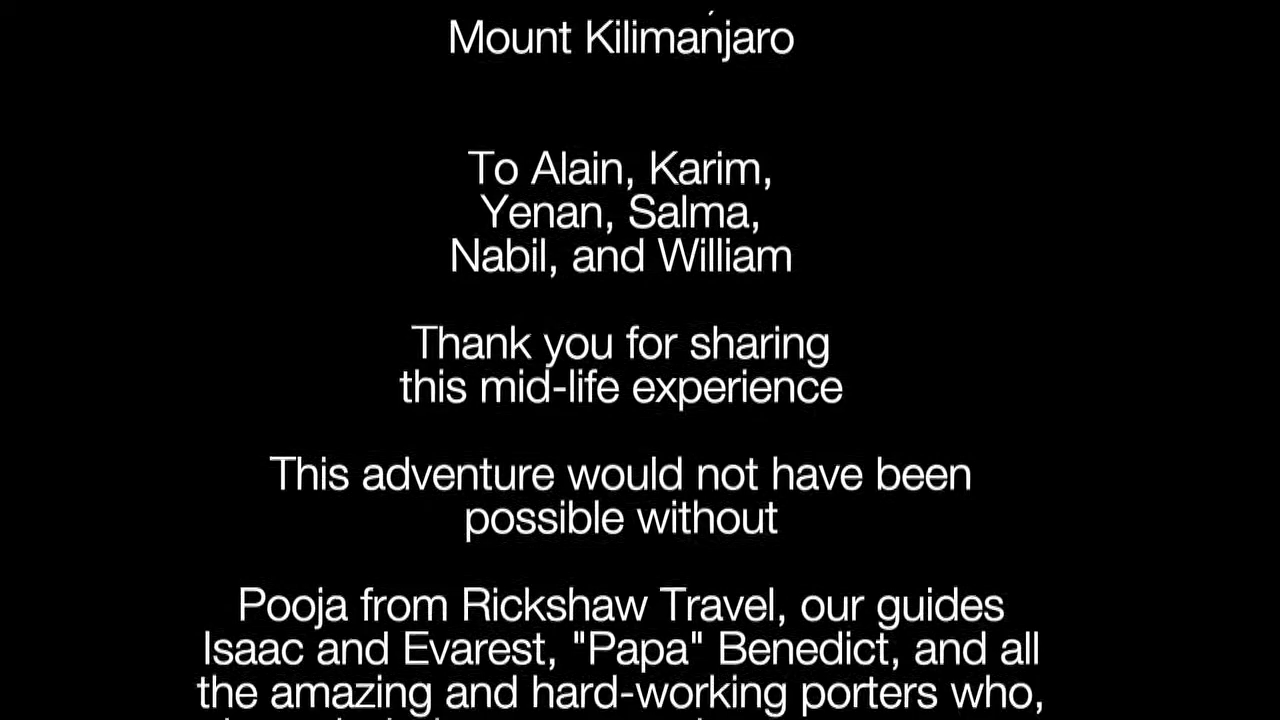 Mount Kilimanjaro
To Alain, Karim,
Yenan, Salma,
Nabil, and William
Thank you for sharing
this mid-life experience
This adventure would not have been
possible without
Pooja from Rickshaw Travel, our guides
Isaac and Evarest, "Papa" Benedict, and all
the amazing and hard-working porters who,